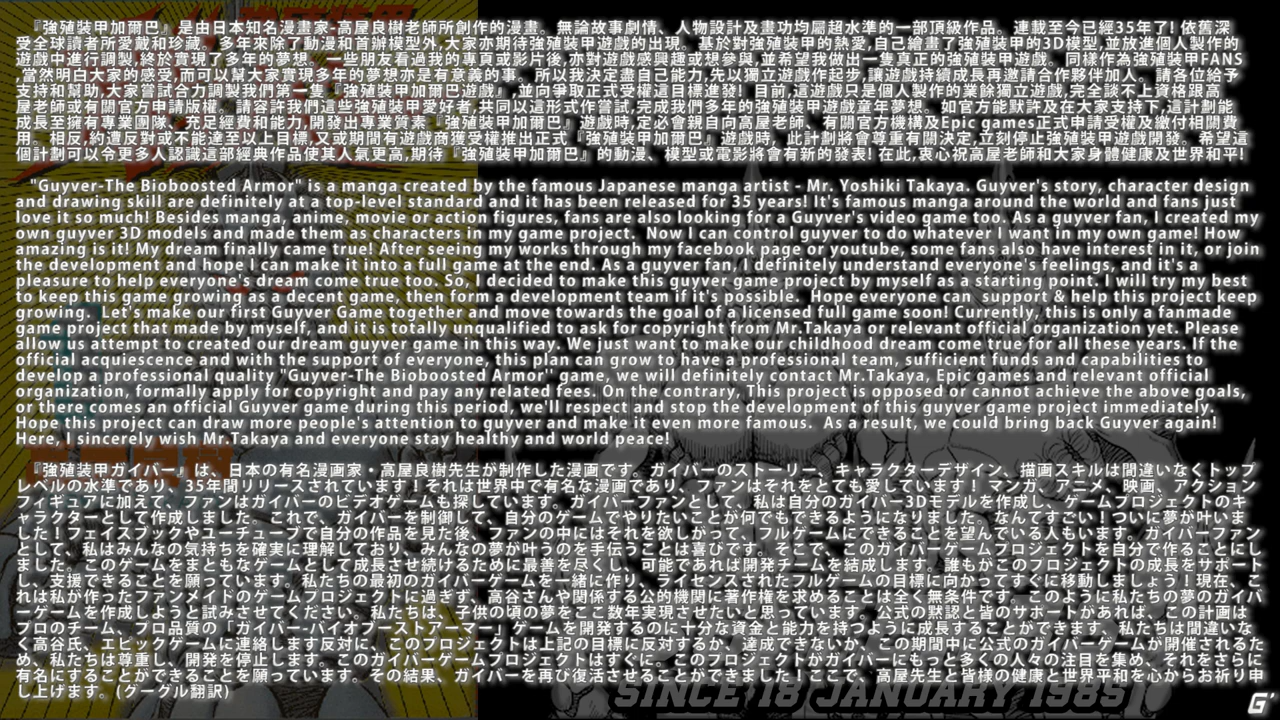 『強殖裝甲加爾巴』是由日本知名漫畫家-高屋良樹老師所創作的漫畫。無論故事劇情、人物設計及畫功均屬超水準的一部頂級作品。連載至今已經35年了! 依舊深
受全球讀者所愛戴和珍藏。多年來除了動漫和首辦模型外,大家亦期待強殖裝甲遊戲的出現。基於對強殖裝甲的熱愛,自己繪畫了強殖裝甲的3D模型,並放進個人製作的
遊戲中進行調製,終於實現了多年的夢想。一些朋友看過我的專頁或影片後,亦對遊戲感興趣或想參與,並希望我做出一隻真正的強殖裝甲遊戲。同樣作為強殖裝甲FANS
,當然明白大家的感受,而可以幫大家實現多年的夢想亦是有意義的事。所以我決定盡自己能力,先以獨立遊戲作起步,讓遊戲持續成長再邀請合作夥伴加入。請各位給予
支持和幫助,大家嘗試合力調製我們第一隻『強殖裝甲加爾巴遊戲』並向爭取正式受權這目標進發! 目前,這遊戲只是個人製作的業餘獨立遊戲,完全談不上資格跟高
屋老師或有關官方申請版權。請容許我們這些強殖裝甲愛好者,共同以這形式作嘗試,完成我們多年的強殖裝甲遊戲童年夢想。如官方能默許及在大家支持下,這計劃能
成長至擁有專業團隊、充足經費和能力,開發出專業質素『強殖裝甲加爾巴』遊戲時,定必會親自向高屋老師、有關官方機構及Epic games正式申請受權及繳付相關費
用。相反,約遭反對或不能達至以上目標,又或期間有遊戲商獲受權推出正式『強殖裝甲加爾巴』遊戲時, 此計劃將會尊重有關決定,立刻停止強殖裝甲遊戲開發。希望這
個計劃可以令更多人認識這部經典作品使其人氣更高,期待『強殖裝甲加爾巴』的動漫、模型或電影將會有新的發表! 在此,衷心祝高屋老師和大家身體健康及世界和平!
"Guyver-The Bioboosted Armor" is a manga created by the famous Japanese manga artist - Mr. Yoshiki Takaya. Guyver's story, character design
and drawing skill are definitely at a top-level standard and it has been released for 35 years! It's famous manga around the world and fans just
love it so much! Besides manga, anime, movie or action figures, fans are also looking for a Guyver's video game too. As a guyver fan, I created my
own guyver 3D models and made them as characters in my game project.  Now I can control guyver to do whatever I want in my own game! How
amazing is it! My dream finally came true! After seein my works through my facebook page or youtube, some fans also have interest in it, or join
the development and hope I can make it into a full game at the end. As a guyver fan, I definitely understand everyone's feelings, and it's a
pleasure to help everyone's dream come true too. So, I decided to make this guyver game project by myself as a starting point. I will try my best
to keep this game growing as a decent game, then form a development team if it's possible.  Hope everyone can  support & help this project keep
growing.  Let's make our first Guyver Game together and move towards the goal of a licensed full game soon! Currently, this is only a fanmade
game project that made by myself, and it is totally unqualified to ask for copyright from Mr.Takaya or relevant official organization yet. Please
allow us attempt to created our dream guyver game in this way. We just want to make our childhood dream come true for all these years. If the
official acquiescence and with the support of everyone, this plan can grow to have a professional team, sufficient funds and capabilities to
develop a professional quality "Guyver-The Bioboosted Armor'' game, we will definitely contact Mr.Takaya, Epic games and relevant official
organization, formally apply for copyright and pay any related fees. On the contrary, This project is opposed or cannot achieve the above goals,
or there comes an official Guyver game during this period, we'll respect and stop the development of this guyver game project immediately.
Hope this project can draw more people's attention to guyver and make it even more famous.  As a result, we could bring back Guyver again!
Here, I sincerely wish Mr.Takaya and everyone stay healthy and world peace!
『強殖装甲ガイバー』は、日本の有名漫画家・高屋良樹先生が制作した漫画です。ガイバーのストーリー、キャラクターデザイン、描画スキルは間違いなくトップ
レベルの水準であり、35年間リリースされています！それは世界中で有名な漫画であり、ファンはそれをとても愛しています！ マンガ、アニメ、映画、アクション
フィギュアに加えて、ファンはガイバーのビデオゲームも探しています。ガイバーファンとして、私は自分のガイバー3Dモデルを作成し、ゲームプロジェクトのキ
ャラクターとして作成しました。これで、ガイバーを制御して、自分のゲームでやりたいことが何でもできるようになりました。なんてすごい！ついに夢が叶いま
した！フェイスブックやユーチューブで自分の作品を見た後、ファンの中にはそれを欲しがって、フルゲームにできることを望んでいる人もいます。ガイバーファン
として、私はみんなの気持ちを確実に理解しており、みんなの夢が叶うのを手伝うことは喜びです。そこで、このガイバーゲームプロジェクトを自分で作ることにし
ました。このゲームをまともなゲームとして成長させ続けるために最善を尽くし、可能であれば開発チームを結成します。誰もがこのプロジェクトの成長をサポート
し、支援できることを願っています。私たちの最初のガイバーゲームを一緒に作り、ライセンスされたフルゲームの目標に向かってすぐに移動しましょう！現在、こ
れは私が作ったファンメイドのゲームプロジェクトに過ぎず、高谷さんや関係する公的機関に著作権を求めることは全く無条件です。このように私たちの夢のガイバ
ーゲームを作成しようと試みさせてください。私たちは、子供の頃の夢をここ数年実現させたいと思っています。公式の黙認と皆のサポートがあれば、この計画は
プロのチーム、プロ品質の「ガイバー-バイオブーストアーマー」ゲームを開発するのに十分な資金と能力を持つように成長することができます。私たちは間違いな
く高谷氏、エピックゲームに連絡します反対に、このプロジェクトは上記の目標に反対するか、達成できないか、この期間中に公式のガイバーゲームが開催されるた
め、私たちは尊重し、開発を停止します。このガイバーゲームプロジェクトはすぐに。このプロジェクトがガイバーにもっと多くの人々の注目を集め、それをさらに
有名にすることができることを願っています。その結果、ガイバーを再び復活させることができました！ここで、高屋先生と皆様の健康と世界平和を心からお祈り申
し上げます。(グーグル翻訳)
SINCE 18 JANUARY 1985
G'